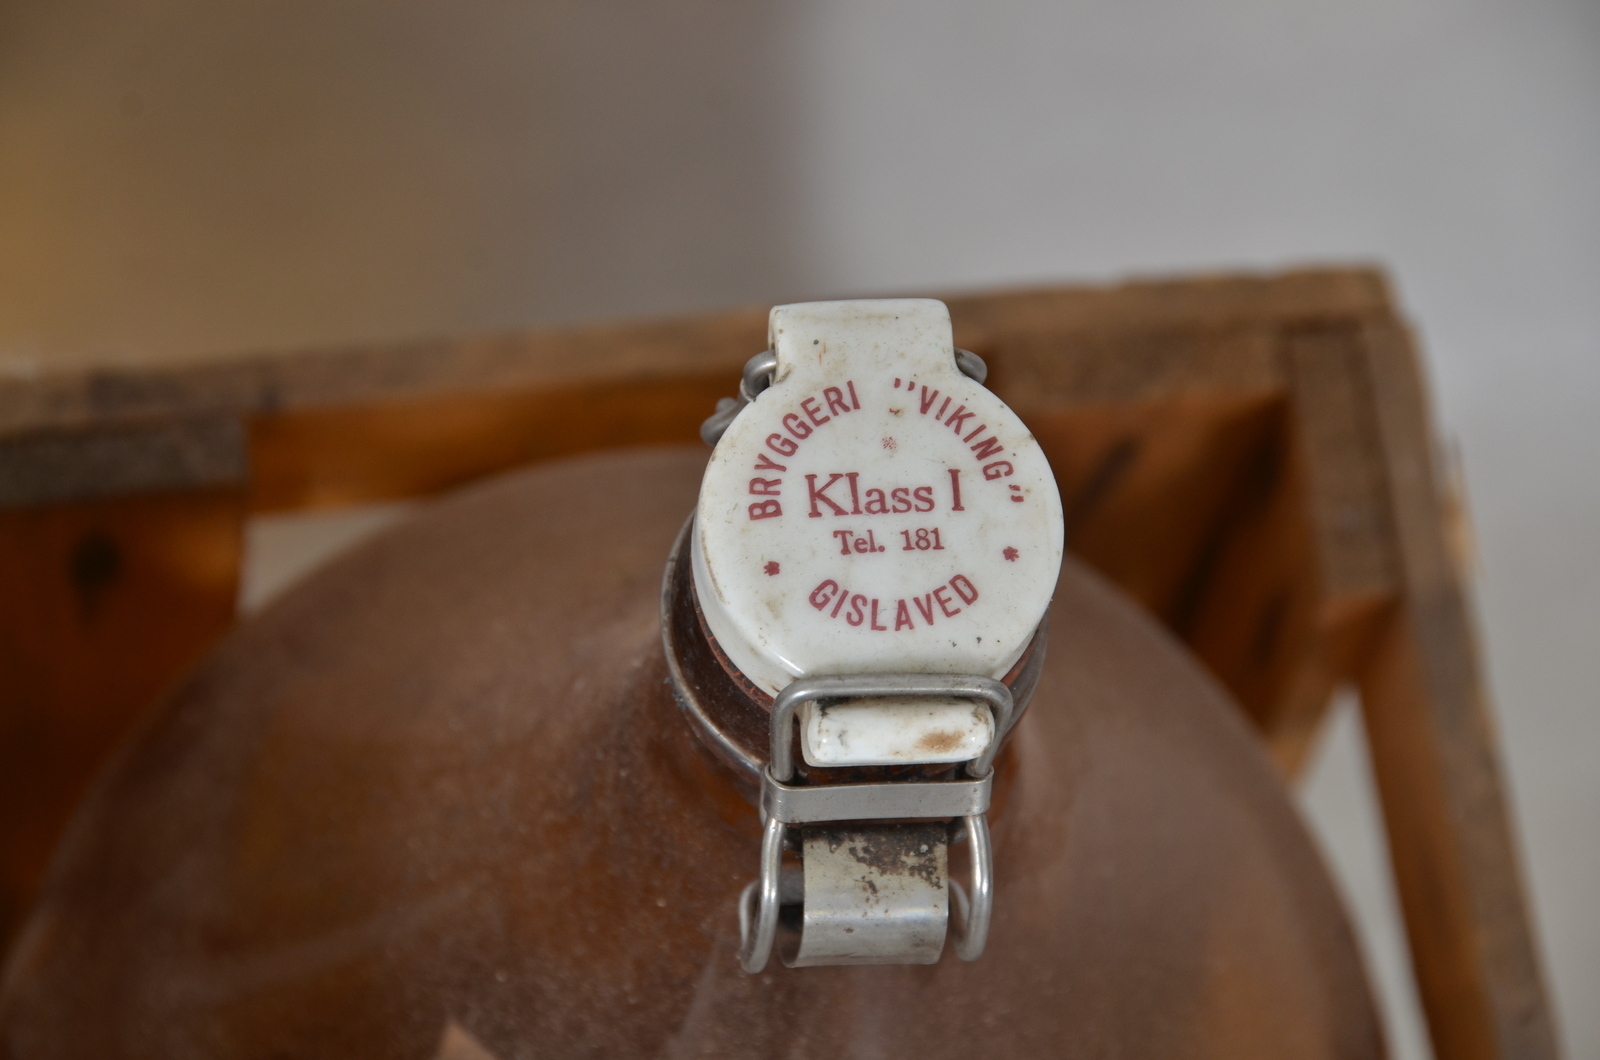 BRYGGERI "VIKING"
Klass I
Tel. 181
* GISLAVED *